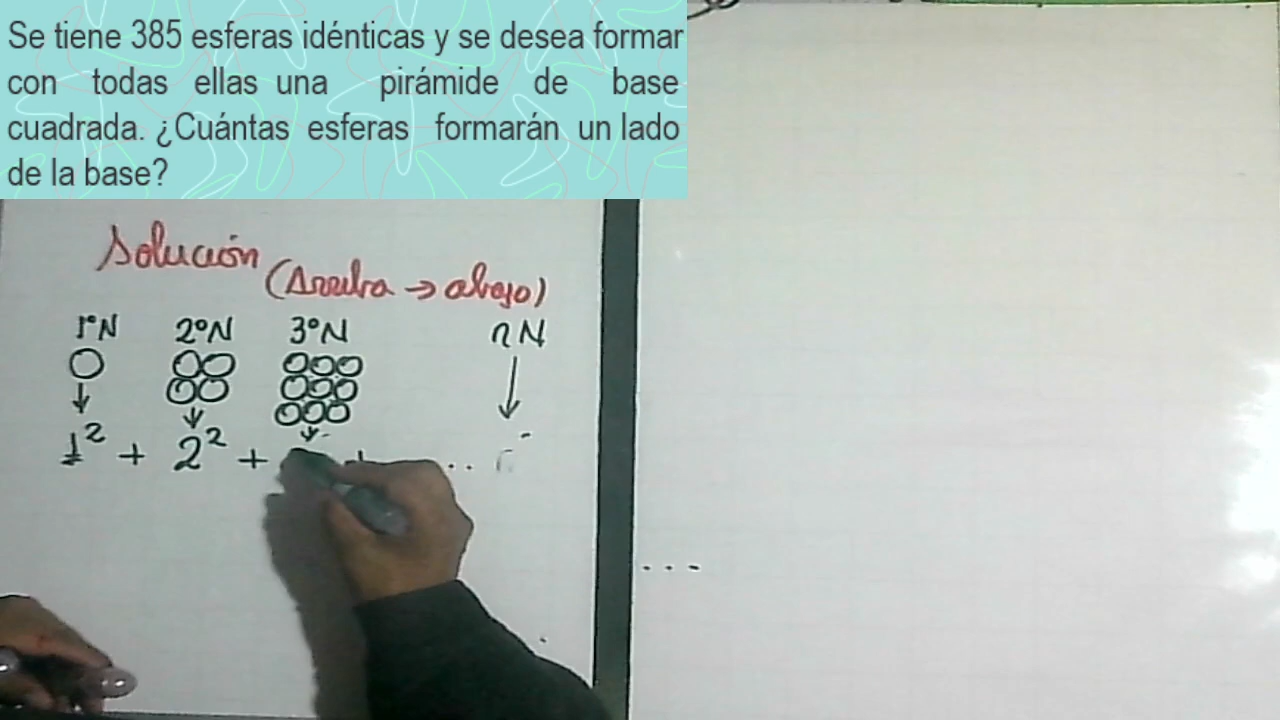 Se tiene 385 esferas idénticas y se desea formar
con todas ellas una pirámide de base
cuadrada. ¿Cuántas esferas formarán un lado
de la base?
Solución
(Arriba → abajo)
1°N 2°N 3°N nN
1² + 2² + + ...
...